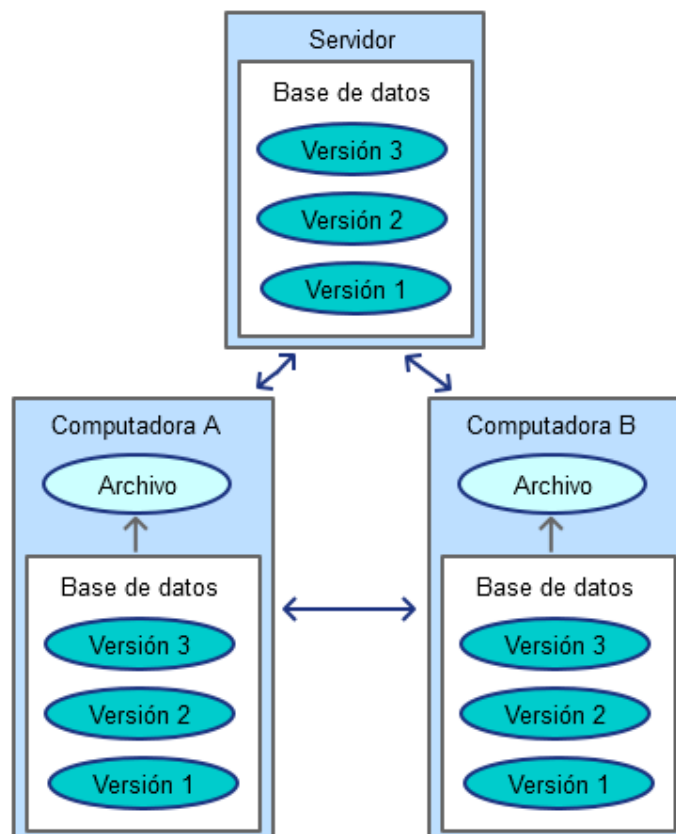 Servidor
Base de datos
Versión 3
Versión 2
Versión 1
Computadora A
Archivo
Base de datos
Versión 3
Versión 2
Versión 1
Computadora B
Archivo
Base de datos
Versión 3
Versión 2
Versión 1